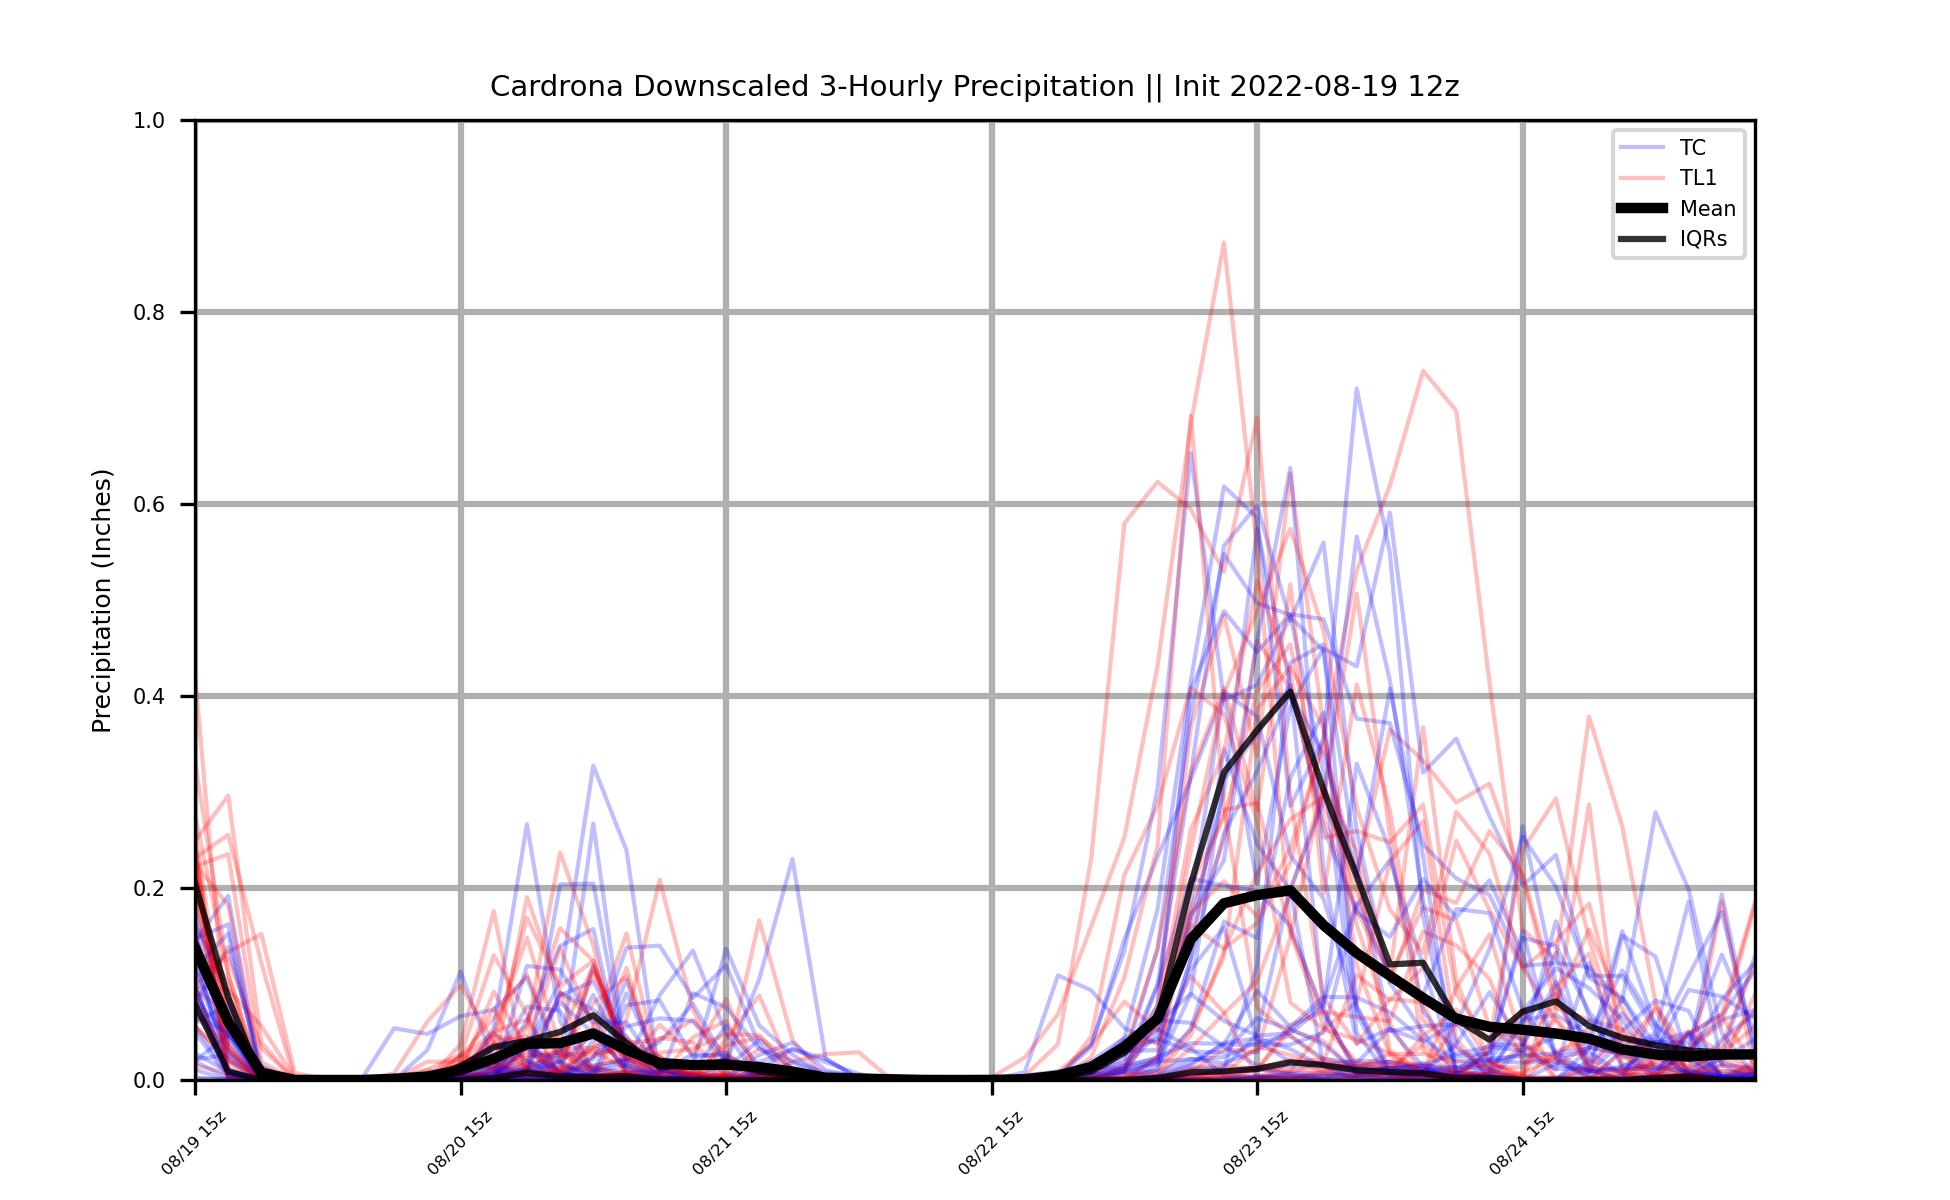 Cardrona Downscaled 3-Hourly Precipitation || Init 2022-08-19 12z
1.0
0.8
0.6
0.4
0.2
0.0
Precipitation (Inches)
TC
TL1
Mean
IQRs
08/19 15z
08/20 15z
08/21 15z
08/22 15z
08/23 15z
08/24 15z